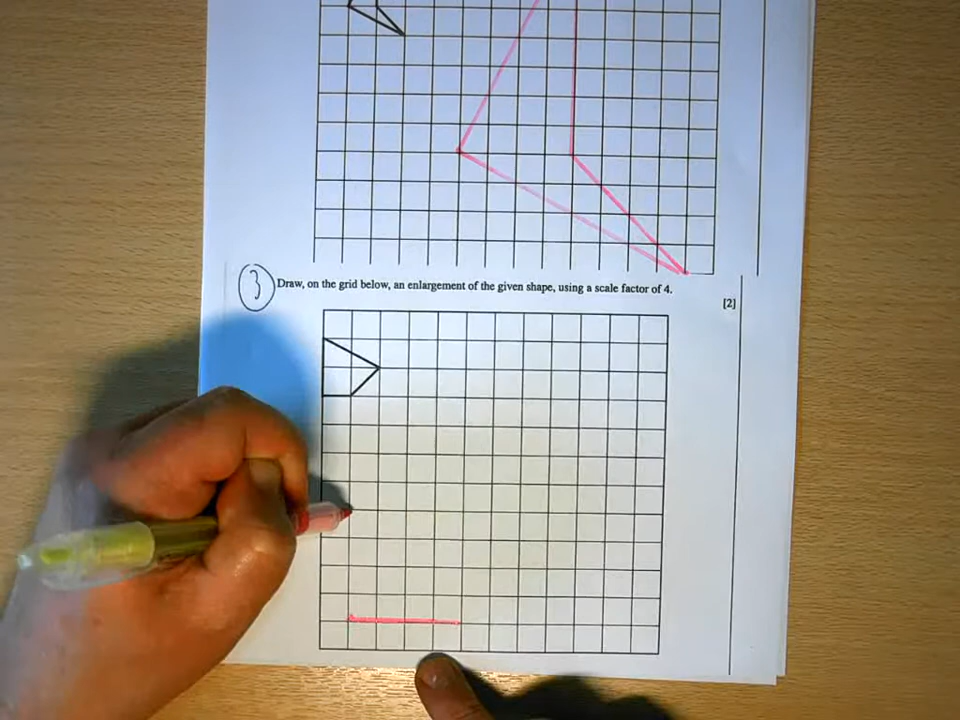 3 Draw, on the grid below, an enlargement of the given shape, using a scale factor of 4.
[2]